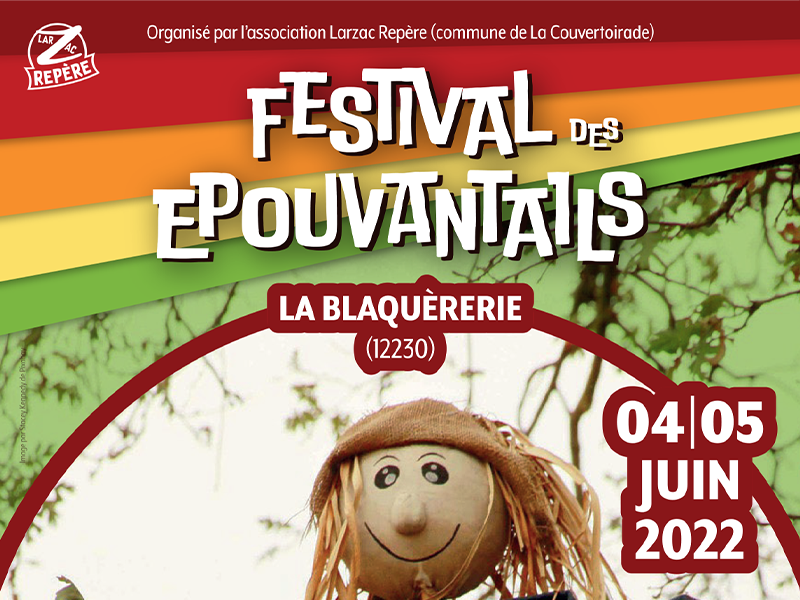 Organisé par l'association Larzac Repère (commune de La Couvertoirade)
LAR Z AC
REPÈRE
FESTIVAL DES
EPOUVANTAILS
LA BLAQUÈRERIE
(12230)
04|05
JUIN
2022